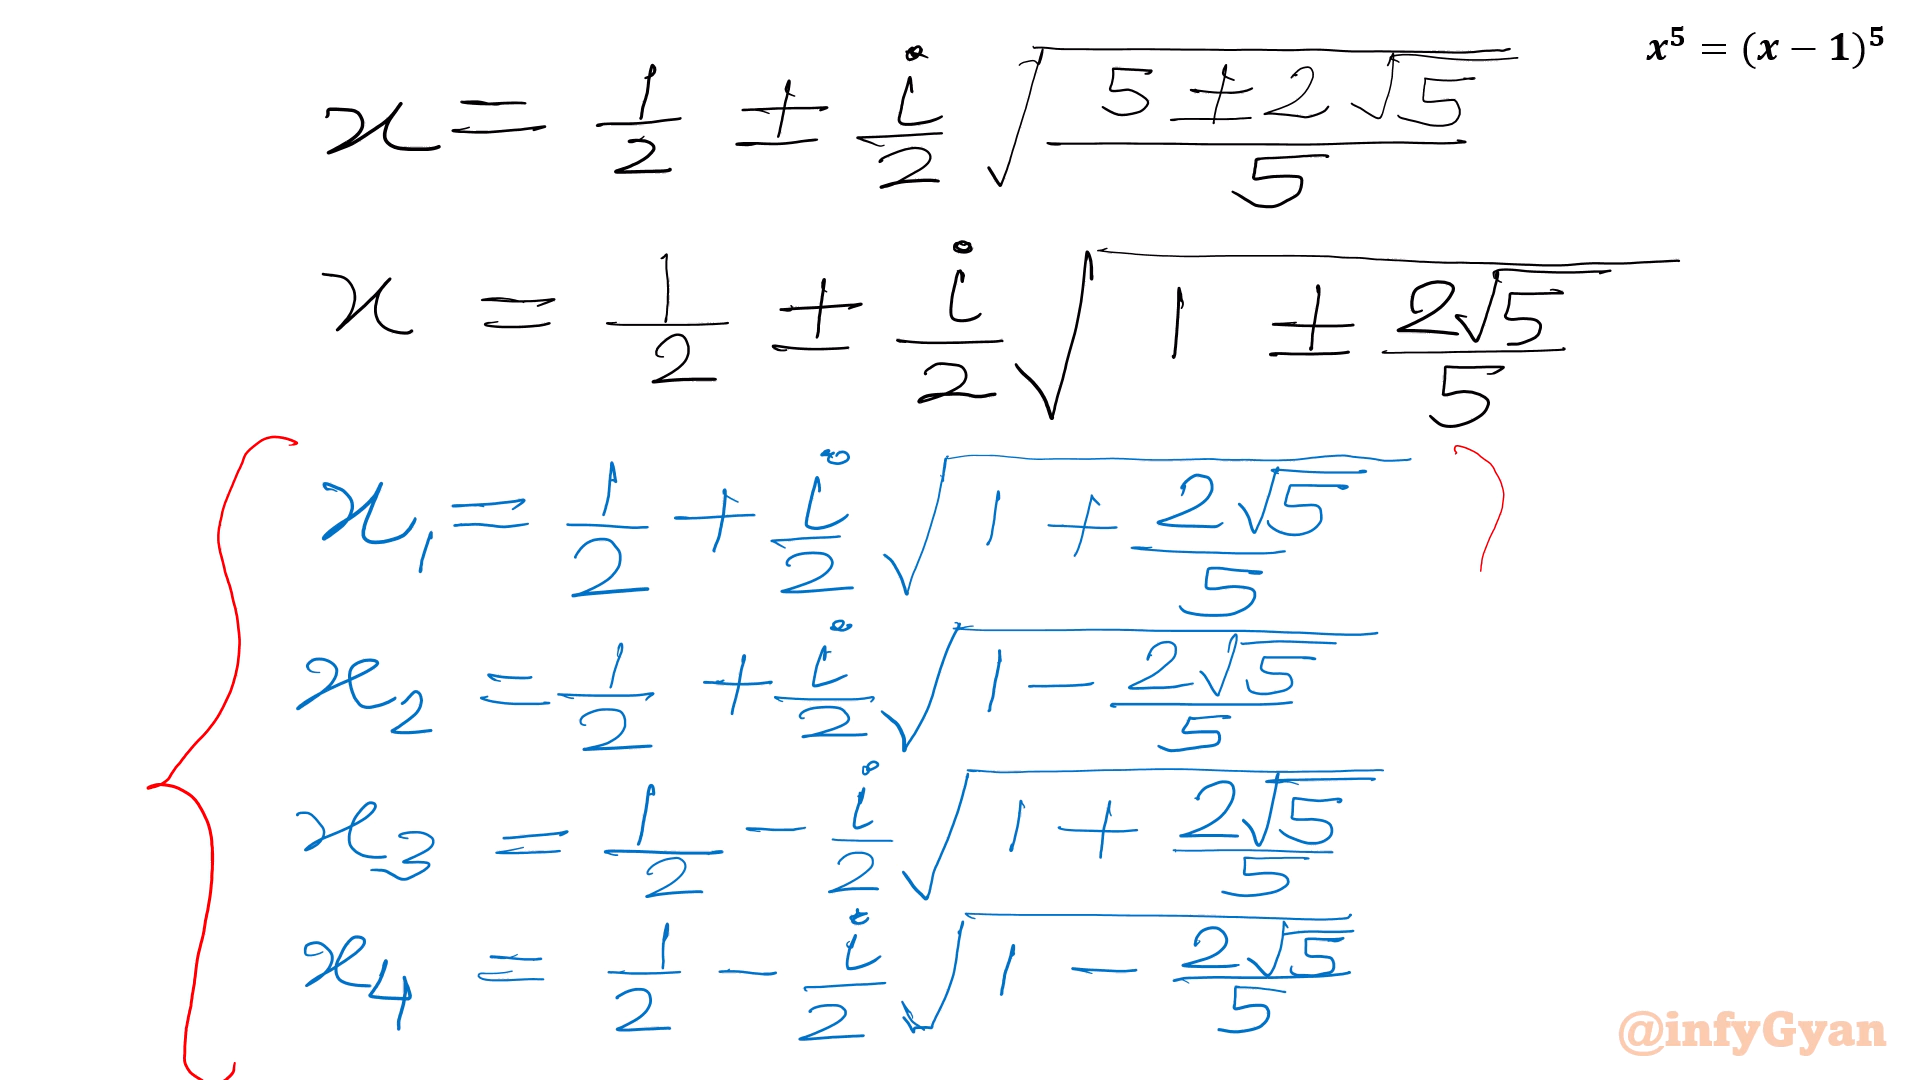 x⁵ = (x − 1)⁵
x = 1/2 ± i/2 √((5 ± 2√5)/5)
x = 1/2 ± i/2 √(1 ± 2√5/5)
x₁ = 1/2 + i/2 √(1 + 2√5/5)
x₂ = 1/2 + i/2 √(1 − 2√5/5)
x₃ = 1/2 − i/2 √(1 + 2√5/5)
x₄ = 1/2 − i/2 √(1 − 2√5/5)
@infyGyan